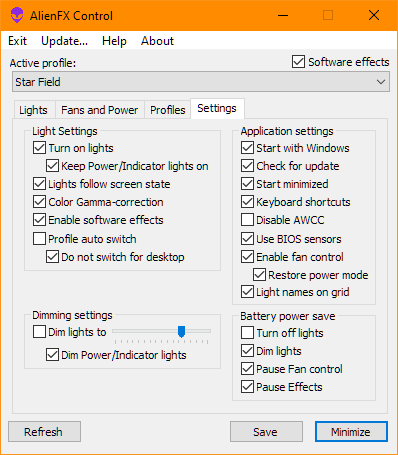 AlienFX Control
Exit Update... Help About
Active profile:
Software effects
Star Field
Lights Fans and Power Profiles Settings
Light Settings
Turn on lights
Keep Power/Indicator lights on
Lights follow screen state
Color Gamma-correction
Enable software effects
Profile auto switch
Do not switch for desktop
Dimming settings
Dim lights to
Dim Power/Indicator lights
Application settings
Start with Windows
Check for update
Start minimized
Keyboard shortcuts
Disable AWCC
Use BIOS sensors
Enable fan control
Restore power mode
Light names on grid
Battery power save
Turn off lights
Dim lights
Pause Fan control
Pause Effects
Refresh Save Minimize